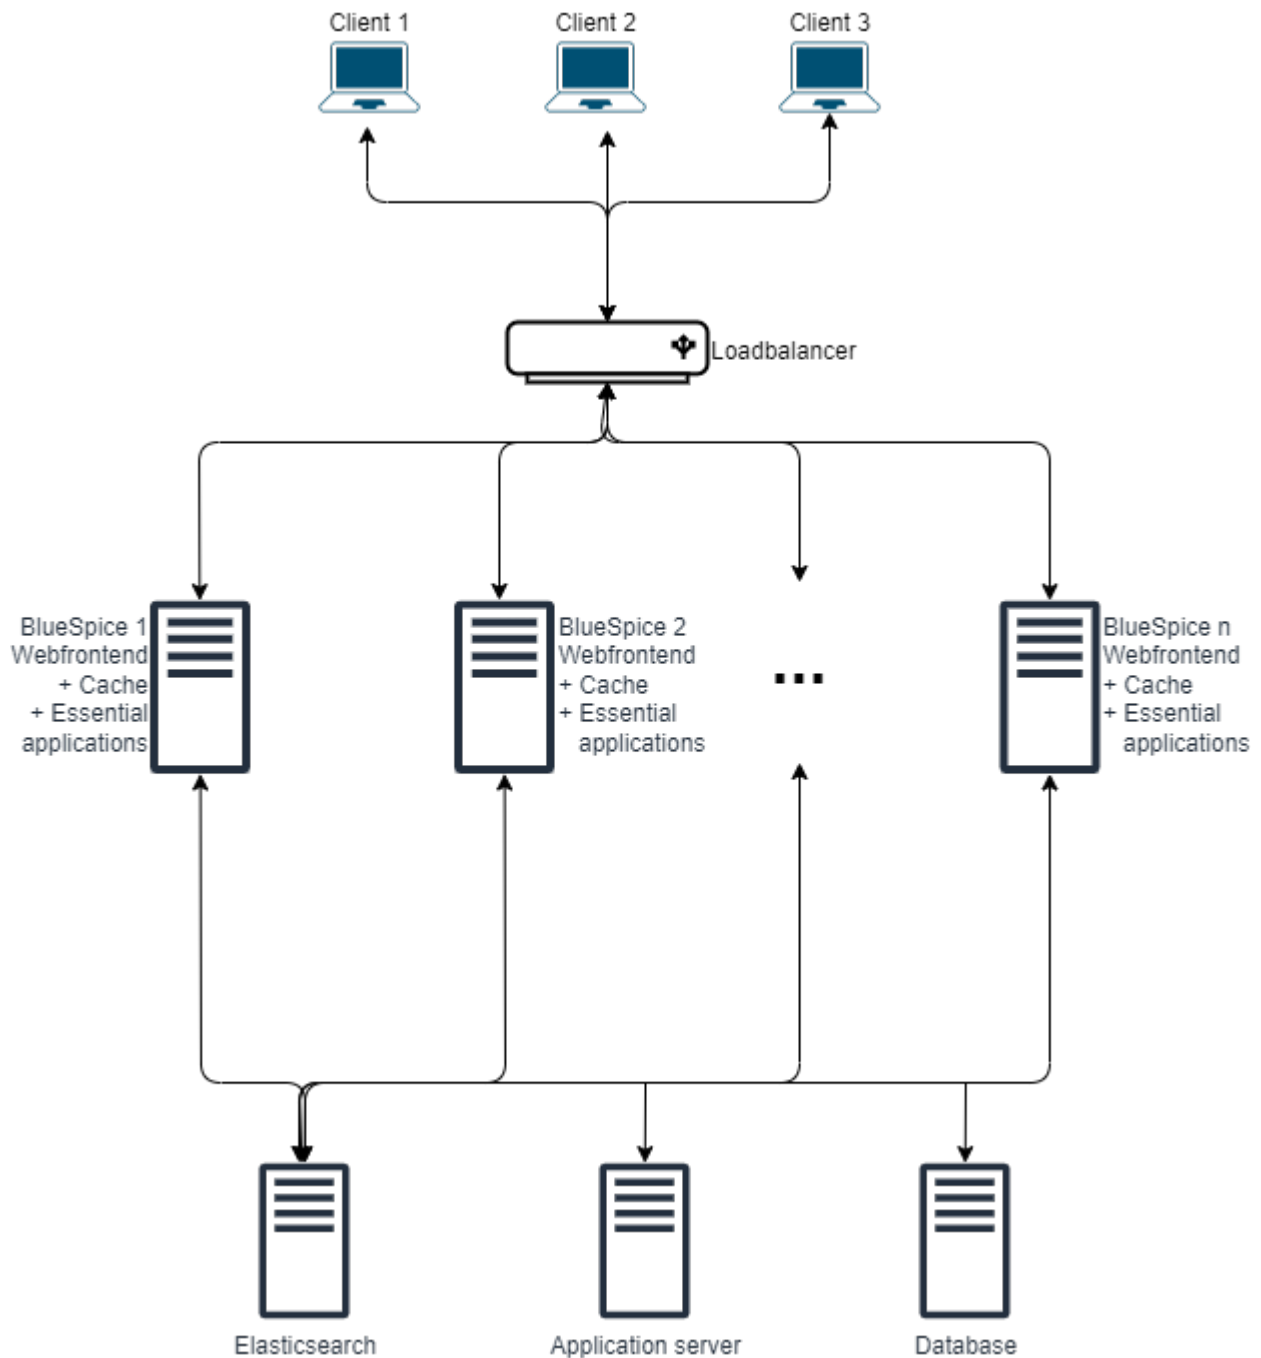 Client 1
Client 2
Client 3
Loadbalancer
BlueSpice 1
Webfrontend
+ Cache
+ Essential
applications
BlueSpice 2
Webfrontend
+ Cache
+ Essential
applications
...
BlueSpice n
Webfrontend
+ Cache
+ Essential
applications
Elasticsearch
Application server
Database